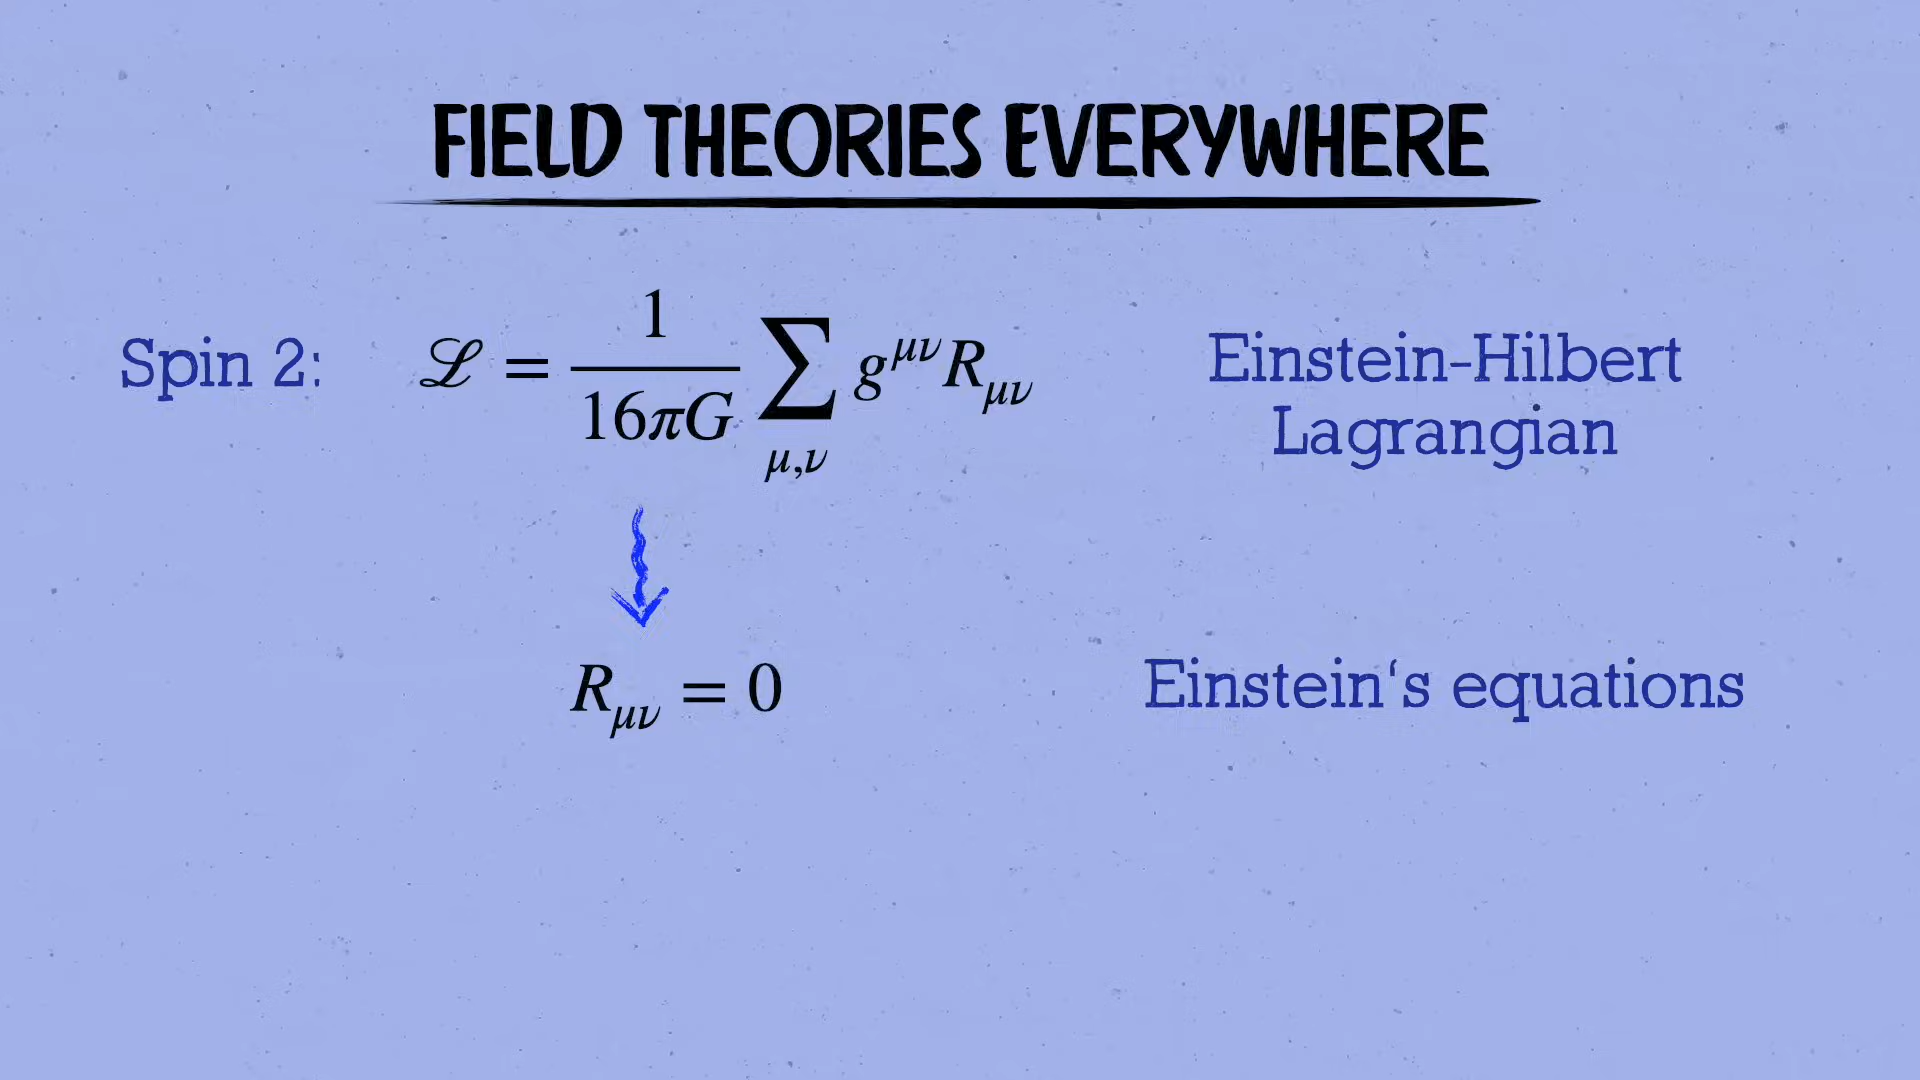 FIELD THEORIES EVERYWHERE
Spin 2: ℒ = 1/(16πG) ∑_{μ,ν} g^{μν} R_{μν}
Einstein-Hilbert
Lagrangian
R_{μν} = 0
Einstein‘s equations